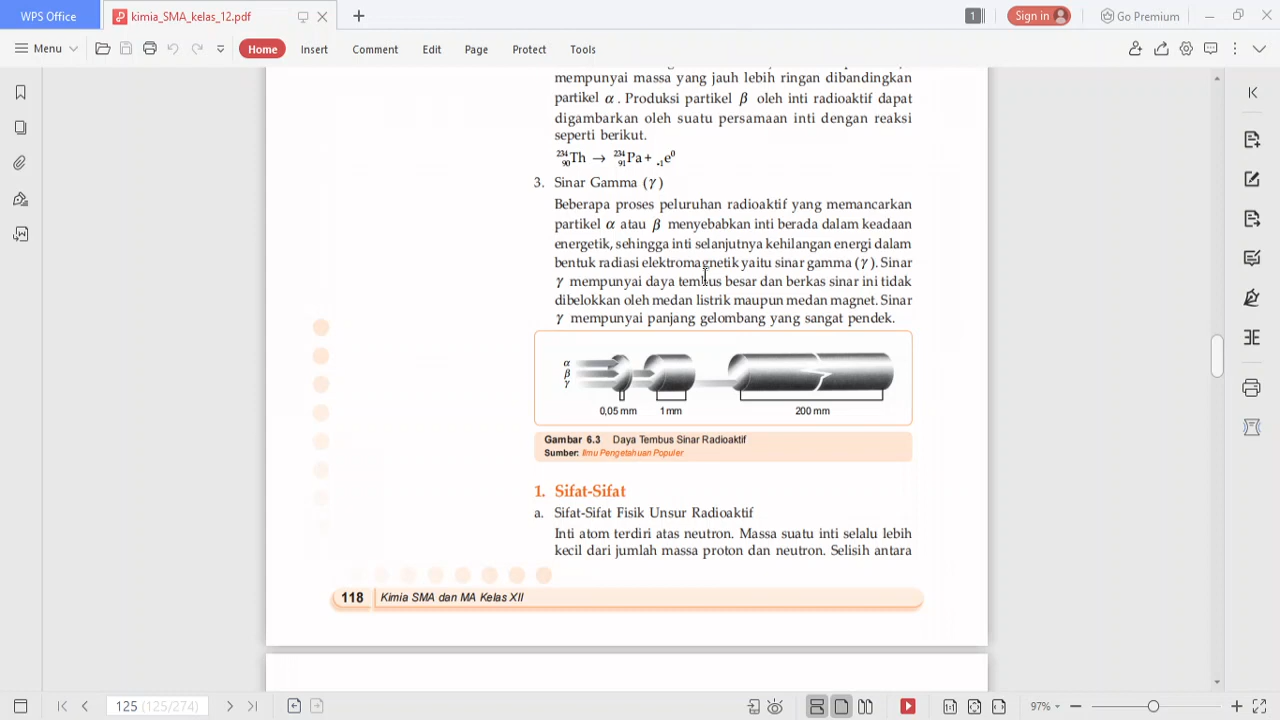 WPS Office
kimia_SMA_kelas_12.pdf
1
Sign in
Go Premium
Menu
Home
Insert
Comment
Edit
Page
Protect
Tools
mempunyai massa yang jauh lebih ringan dibandingkan
partikel α. Produksi partikel β oleh inti radioaktif dapat
digambarkan oleh suatu persamaan inti dengan reaksi
seperti berikut.
²³⁴₉₀Th → ²³⁴₉₁Pa + ₋₁e⁰
3. Sinar Gamma (γ)
Beberapa proses peluruhan radioaktif yang memancarkan
partikel α atau β menyebabkan inti berada dalam keadaan
energetik, sehingga inti selanjutnya kehilangan energi dalam
bentuk radiasi elektromagnetik yaitu sinar gamma (γ). Sinar
γ mempunyai daya tembus besar dan berkas sinar ini tidak
dibelokkan oleh medan listrik maupun medan magnet. Sinar
γ mempunyai panjang gelombang yang sangat pendek.
α
β
γ
0,05 mm 1mm 200 mm
Gambar 6.3 Daya Tembus Sinar Radioaktif
Sumber: Ilmu Pengetahuan Populer
1. Sifat-Sifat
a. Sifat-Sifat Fisik Unsur Radioaktif
Inti atom terdiri atas neutron. Massa suatu inti selalu lebih
kecil dari jumlah massa proton dan neutron. Selisih antara
118 Kimia SMA dan MA Kelas XII
125 (125/274)
97%